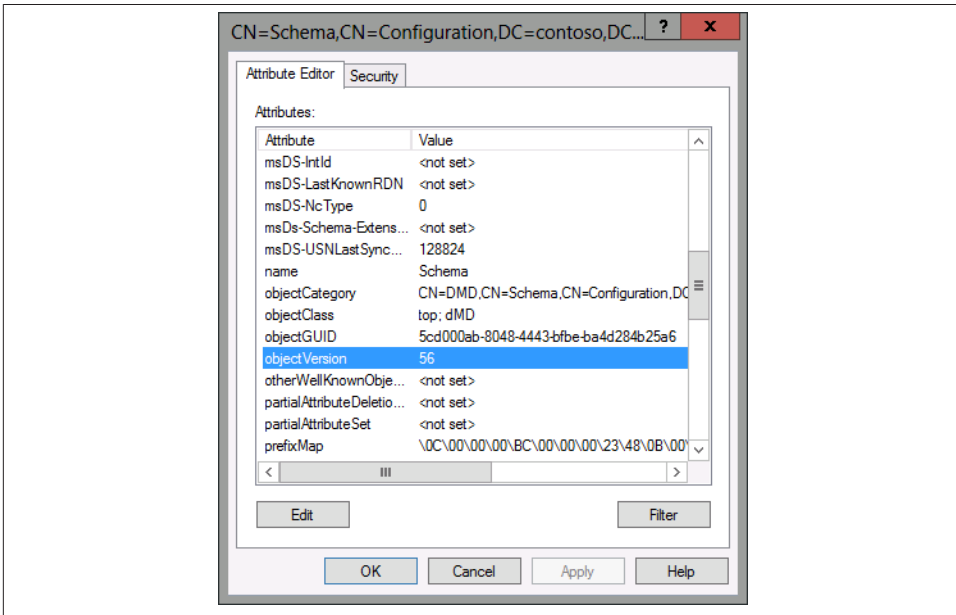 CN=Schema,CN=Configuration,DC=contoso,DC... ? x
Attribute Editor Security
Attributes:
Attribute Value
msDS-IntId <not set>
msDS-LastKnownRDN <not set>
msDS-NcType 0
msDs-Schema-Extens... <not set>
msDS-USNLastSync... 128824
name Schema
objectCategory CN=DMD,CN=Schema,CN=Configuration,DC
objectClass top; dMD
objectGUID 5cd000ab-8048-4443-bfbe-ba4d284b25a6
objectVersion 56
otherWellKnownObje... <not set>
partialAttributeDeletio... <not set>
partialAttributeSet <not set>
prefixMap \0C\00\00\00\BC\00\00\00\23\48\0B\00\
Edit Filter
OK Cancel Apply Help